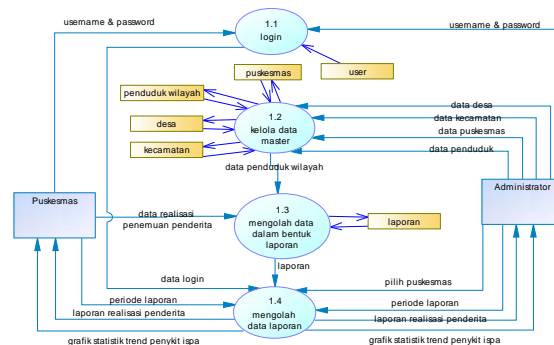 1.1
login
username & password
username & password
user
puskesmas
penduduk wilayah
desa
kecamatan
1.2
kelola data
master
data desa
data kecamatan
data puskesmas
data penduduk
data penduduk wilayah
Puskesmas
Administrator
data realisasi
penemuan penderita
1.3
mengolah data
dalam bentuk
laporan
laporan
laporan
data login
pilih puskesmas
1.4
mengolah
data laporan
periode laporan
laporan realisasi penderita
grafik statistik trend penykit ispa
periode laporan
laporan realisasi penderita
grafik statistik trend penykit ispa